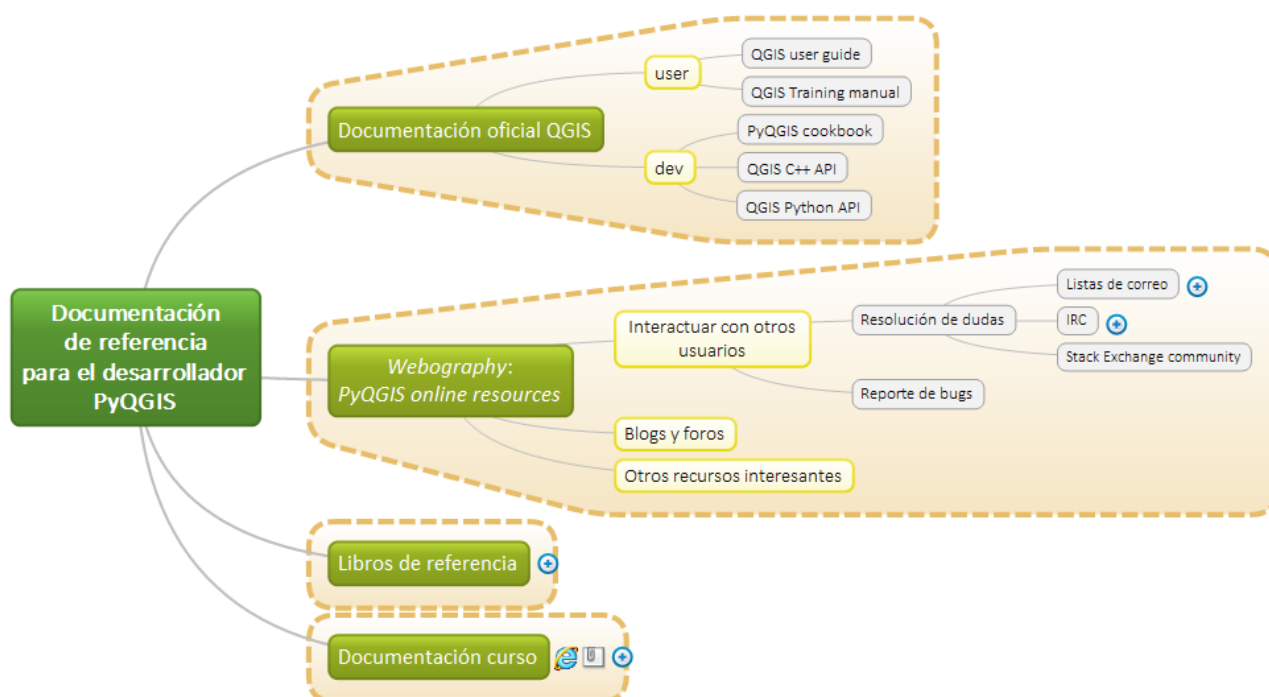 Documentación
de referencia
para el desarrollador
PyQGIS
Documentación oficial QGIS
user
QGIS user guide
QGIS Training manual
dev
PyQGIS cookbook
QGIS C++ API
QGIS Python API
Webography:
PyQGIS online resources
Interactuar con otros
usuarios
Resolución de dudas
Listas de correo
IRC
Stack Exchange community
Reporte de bugs
Blogs y foros
Otros recursos interesantes
Libros de referencia
Documentación curso